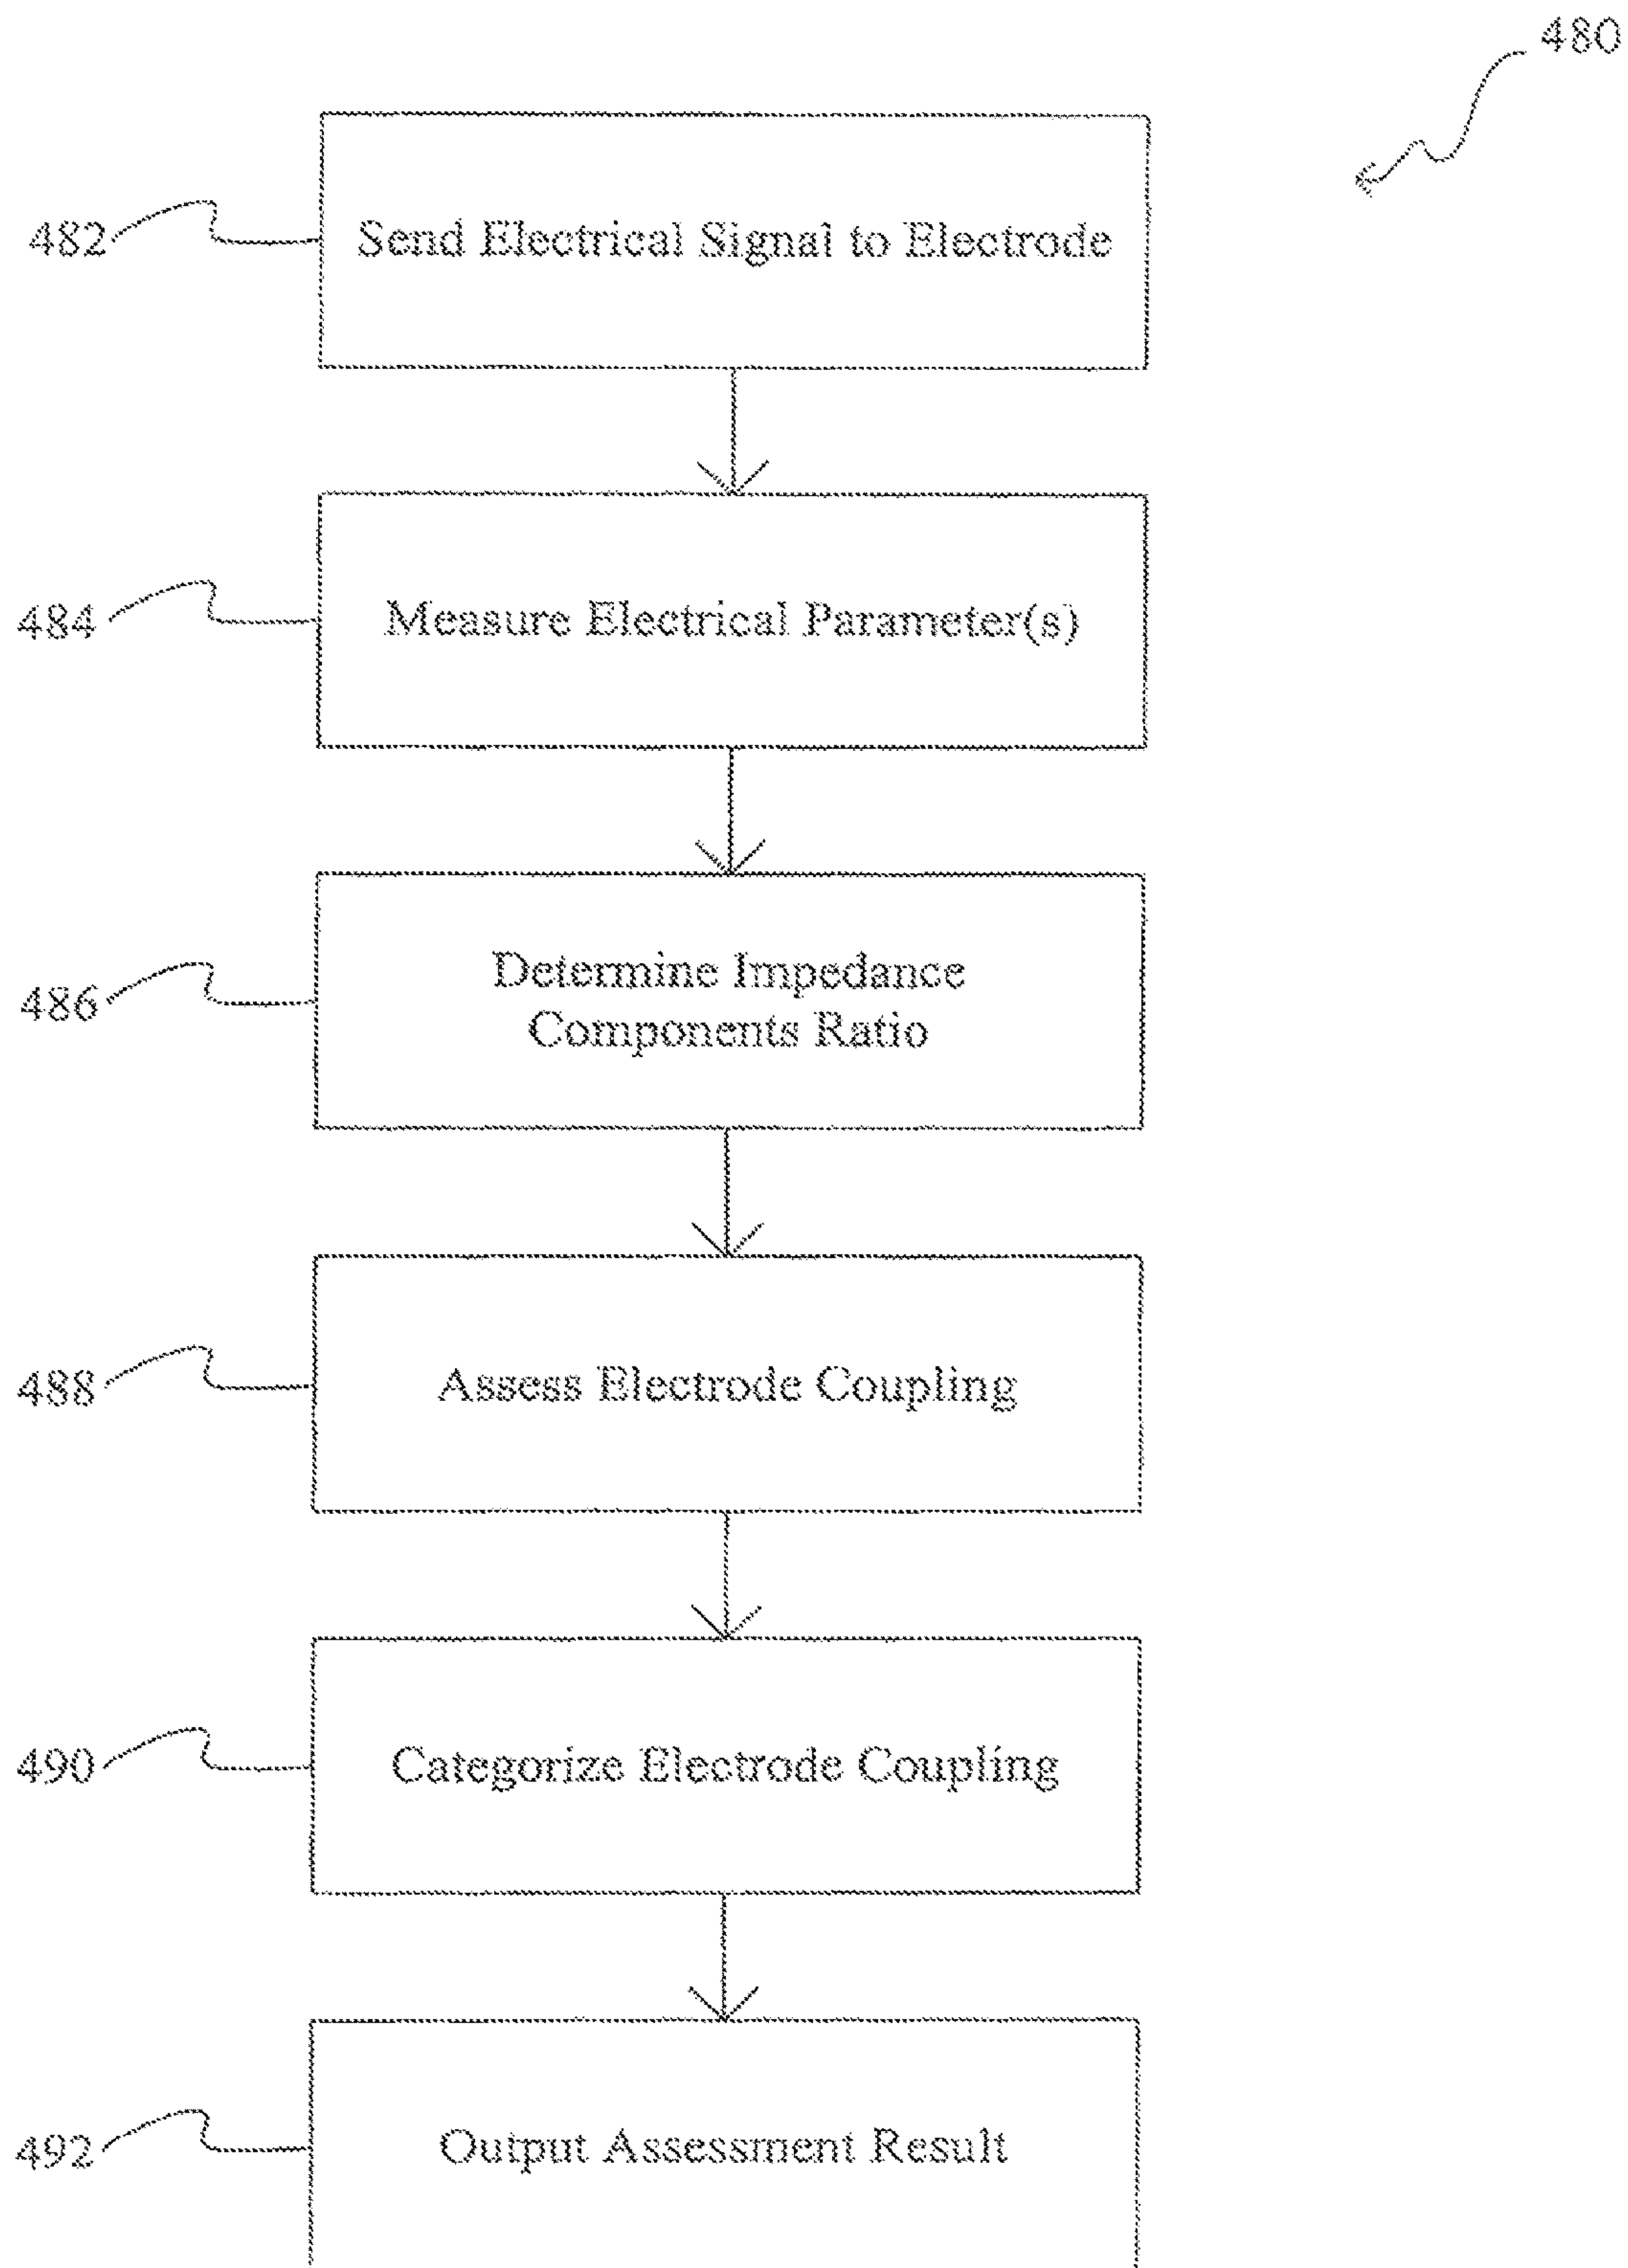 480
482
Send Electrical Signal to Electrode
484
Measure Electrical Parameter(s)
486
Determine Impedance
Components Ratio
488
Assess Electrode Coupling
490
Categorize Electrode Coupling
492
Output Assessment Result